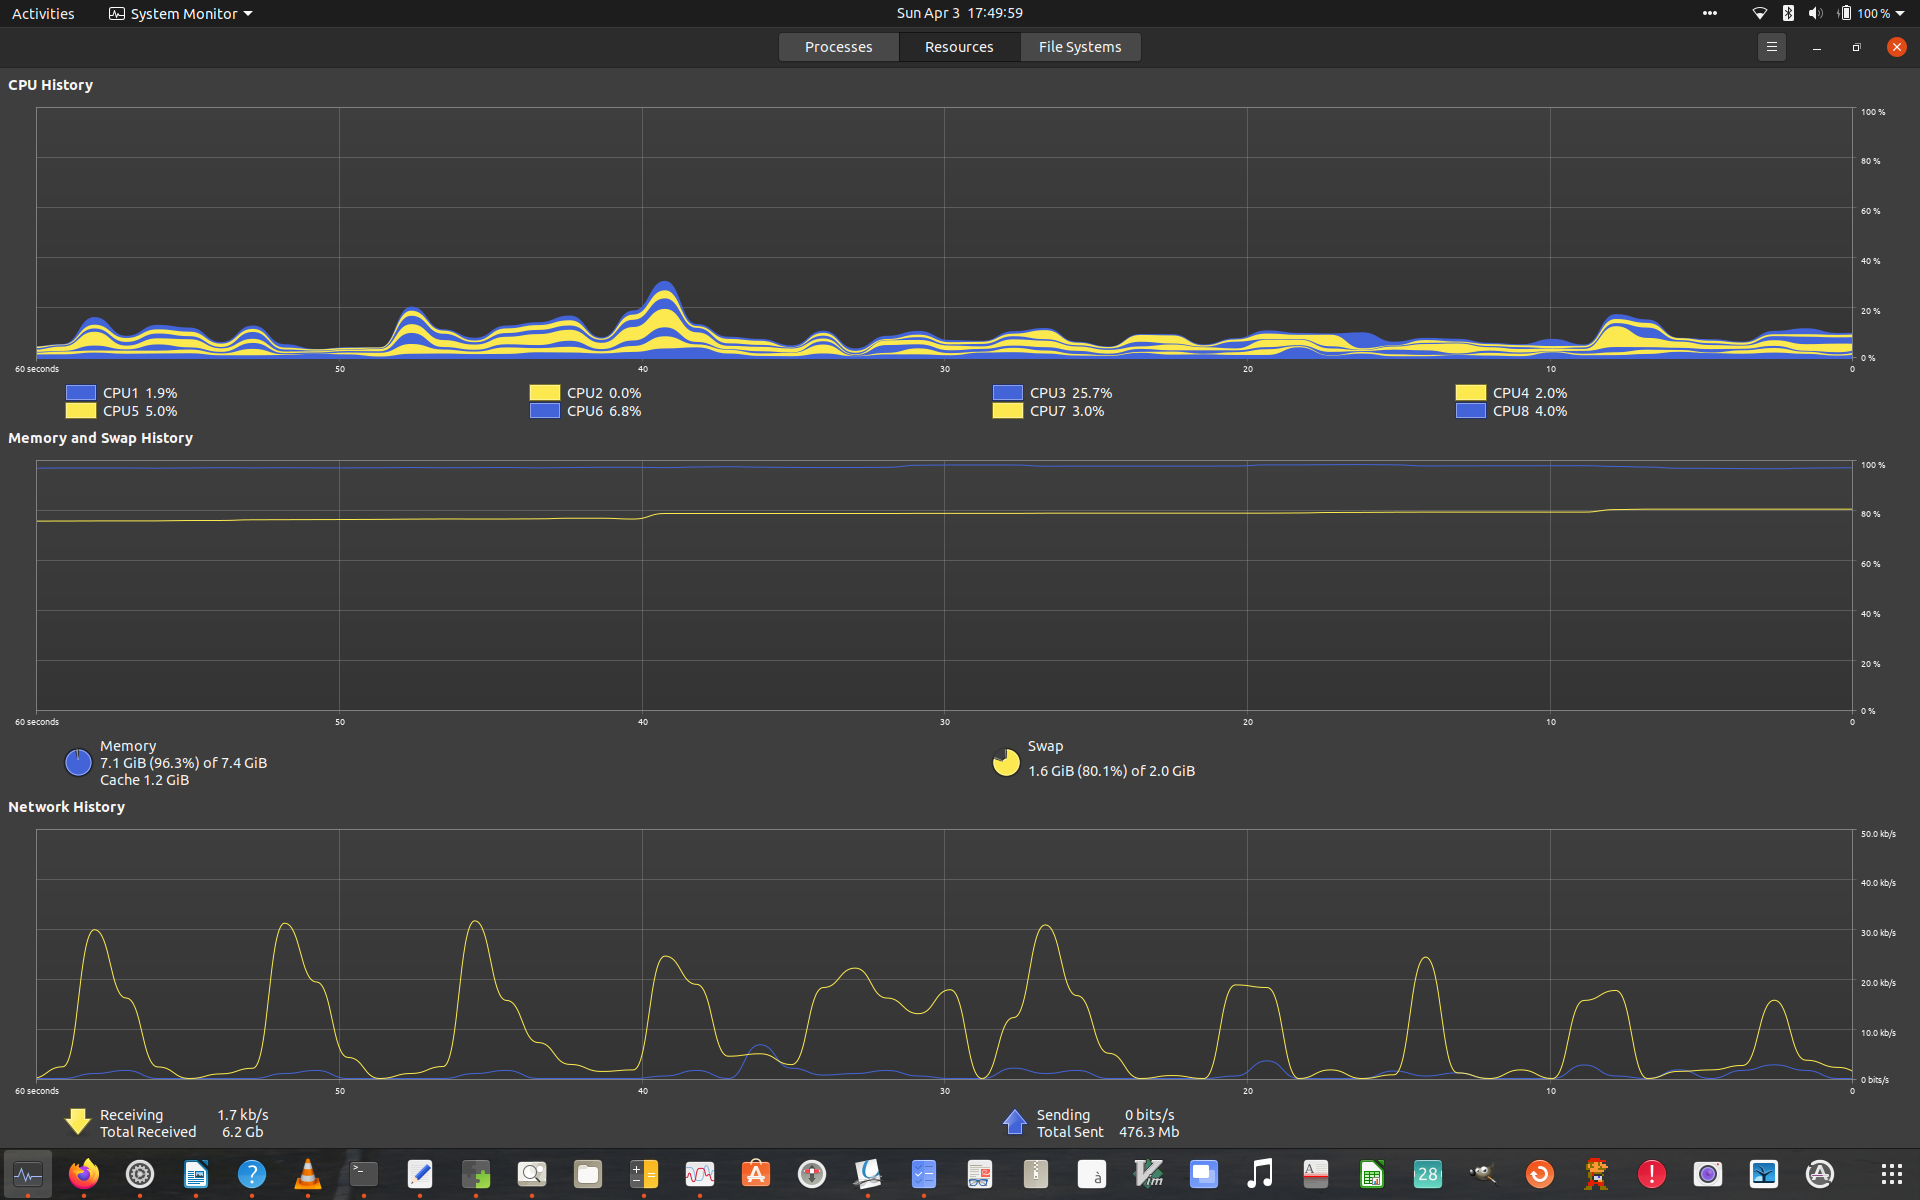 Activities System Monitor Sun Apr 3 17:49:59 100 %
Processes Resources File Systems
CPU History
100 %
80 %
60 %
40 %
20 %
0 %
60 seconds 50 40 30 20 10 0
CPU1 1.9% CPU2 0.0% CPU3 25.7% CPU4 2.0%
CPU5 5.0% CPU6 6.8% CPU7 3.0% CPU8 4.0%
Memory and Swap History
100 %
80 %
60 %
40 %
20 %
0 %
60 seconds 50 40 30 20 10 0
Memory
7.1 GiB (96.3%) of 7.4 GiB
Cache 1.2 GiB
Swap
1.6 GiB (80.1%) of 2.0 GiB
Network History
50.0 kb/s
40.0 kb/s
30.0 kb/s
20.0 kb/s
10.0 kb/s
0 bits/s
60 seconds 50 40 30 20 10 0
Receiving 1.7 kb/s
Total Received 6.2 Gb
Sending 0 bits/s
Total Sent 476.3 Mb
? >_ à Vim A 28 !